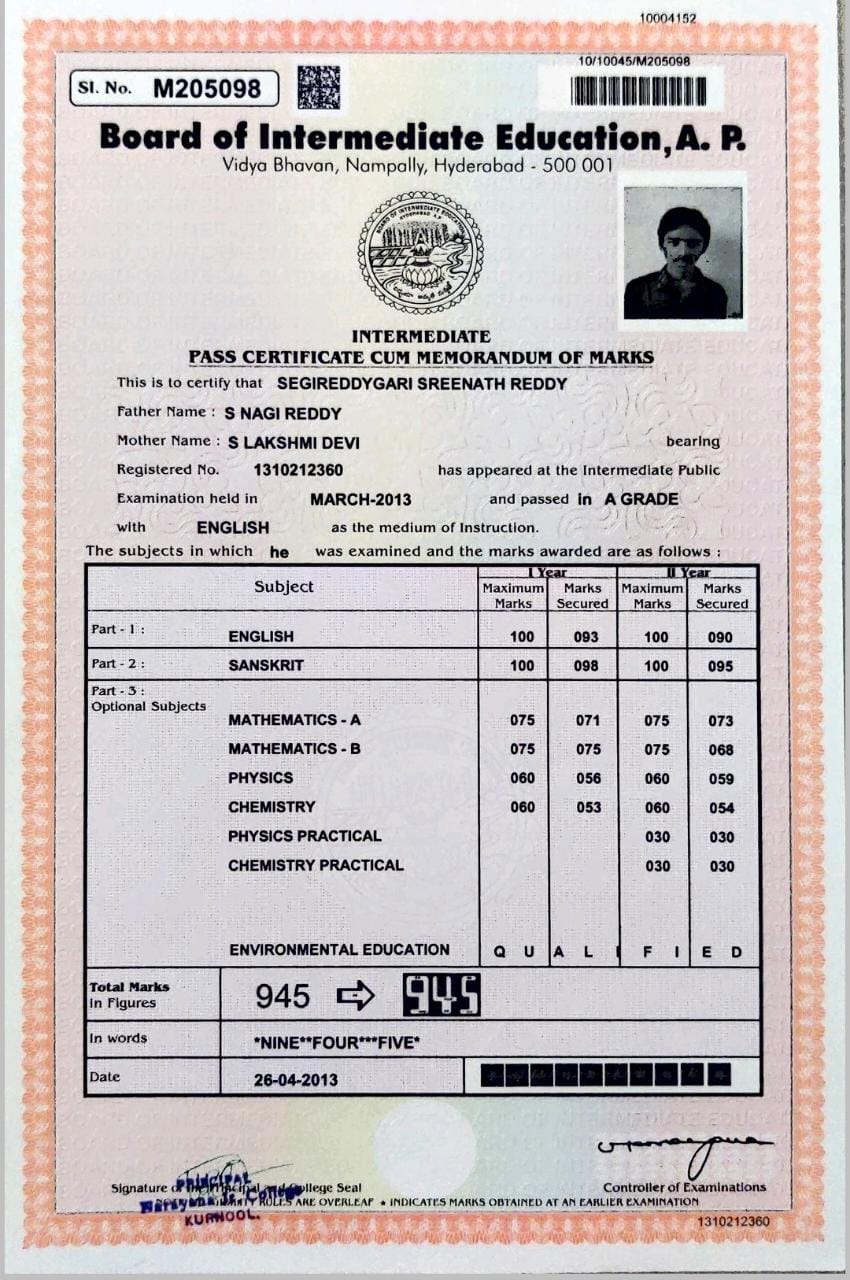 10004152
10/10045/M205098
Sl. No. M205098
Board of Intermediate Education, A. P.
Vidya Bhavan, Nampally, Hyderabad - 500 001
BOARD OF INTERMEDIATE EDUCATION
HYDERABAD A.P.
INTERMEDIATE
PASS CERTIFICATE CUM MEMORANDUM OF MARKS
This is to certify that SEGIREDDYGARI SREENATH REDDY
Father Name : S NAGI REDDY
Mother Name : S LAKSHMI DEVI bearing
Registered No. 1310212360 has appeared at the Intermediate Public
Examination held in MARCH-2013 and passed in A GRADE
with ENGLISH as the medium of Instruction.
The subjects in which he was examined and the marks awarded are as follows :
Subject I Year II Year
Maximum Marks Marks Secured Maximum Marks Marks Secured
Part - 1 : ENGLISH 100 093 100 090
Part - 2 : SANSKRIT 100 098 100 095
Part - 3 :
Optional Subjects
MATHEMATICS - A 075 071 075 073
MATHEMATICS - B 075 075 075 068
PHYSICS 060 056 060 059
CHEMISTRY 060 053 060 054
PHYSICS PRACTICAL 030 030
CHEMISTRY PRACTICAL 030 030
ENVIRONMENTAL EDUCATION Q U A L I F I E D
Total Marks
In Figures 945 945
In words *NINE**FOUR***FIVE*
Date 26-04-2013
PRINCIPAL
Signature of the Principal and College Seal Controller of Examinations
Narayana Jr. College
RULES ARE OVERLEAF * INDICATES MARKS OBTAINED AT AN EARLIER EXAMINATION
KURNOOL.
1310212360